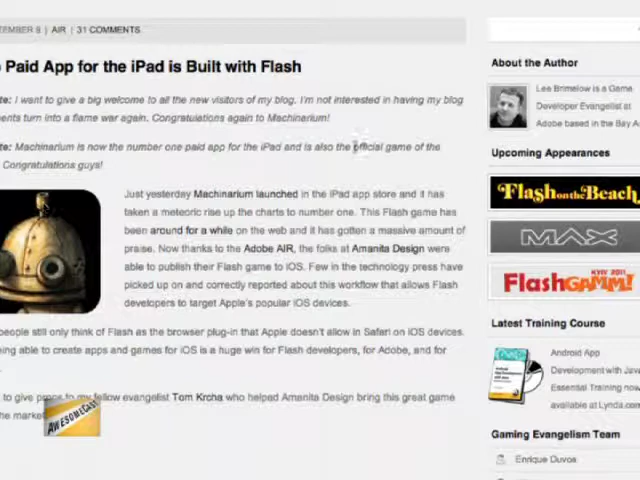 TEMBER 8 | AIR | 31 COMMENTS
Paid App for the iPad is Built with Flash
te: I want to give a big welcome to all the new visitors of my blog. I'm not interested in having my blog
ents turn into a flame war again. Congratulations again to Machinarium!
te: Machinarium is now the number one paid app for the iPad and is also the official game of the
Congratulations guys!
Just yesterday Machinarium launched in the iPad app store and it has
taken a meteoric rise up the charts to number one. This Flash game has
been around for a while on the web and it has gotten a massive amount of
praise. Now thanks to the Adobe AIR, the folks at Amanita Design were
able to publish their Flash game to iOS. Few in the technology press have
picked up on and correctly reported about this workflow that allows Flash
developers to target Apple's popular iOS devices.
people still only think of Flash as the browser plug-in that Apple doesn't allow in Safari on iOS devices.
ing able to create apps and games for iOS is a huge win for Flash developers, for Adobe, and for
to give props to my fellow evangelist Tom Krcha who helped Amanita Design bring this great game
the market
AWESOMECAST
About the Author
Lee Brimelow is a Game
Developer Evangelist at
Adobe based in the Bay A
Upcoming Appearances
Flash on the Beach
MAX
KYIV 2011
FlashGAMM!
Latest Training Course
Android App
Development with Jav
Essential Training now
available at Lynda.com
Gaming Evangelism Team
Enrique Duvos